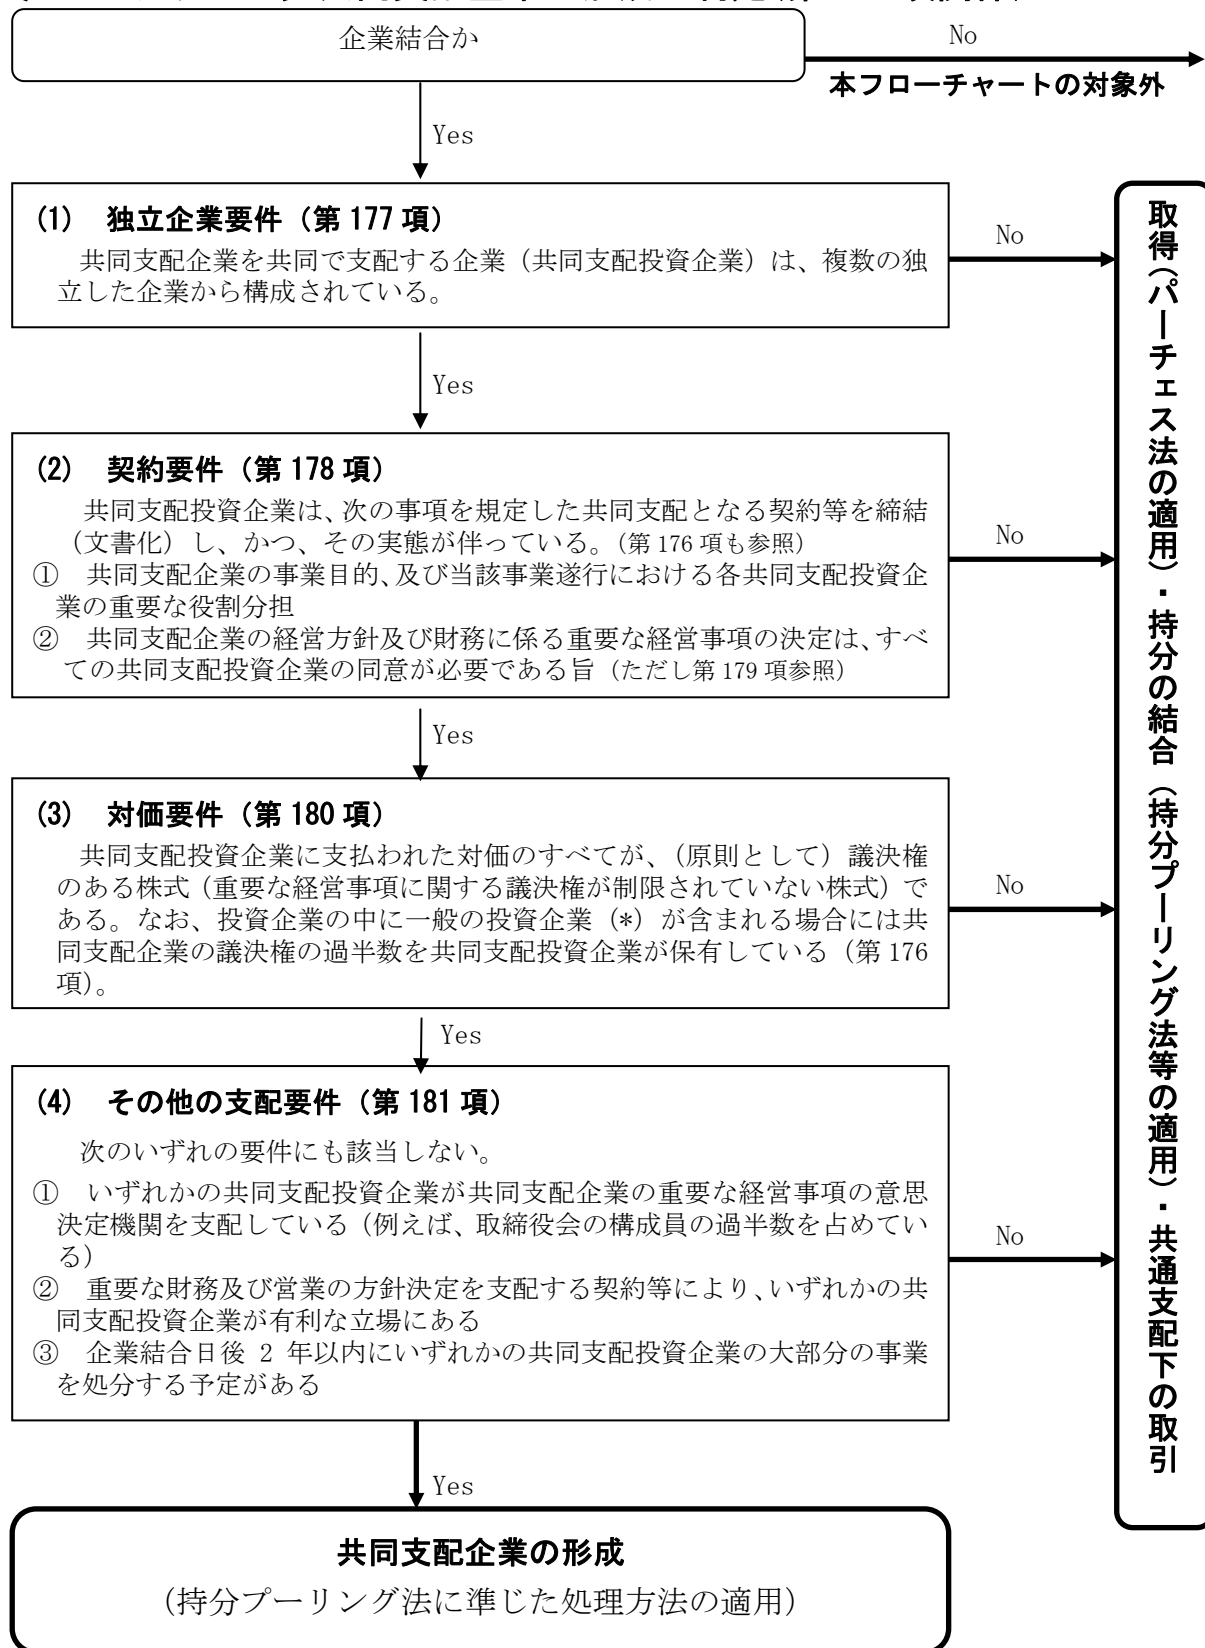 企業結合か
No
本フローチャートの対象外
Yes
(1) 独立企業要件（第 177 項）
共同支配企業を共同で支配する企業（共同支配投資企業）は、複数の独
立した企業から構成されている。
No
Yes
(2) 契約要件（第 178 項）
共同支配投資企業は、次の事項を規定した共同支配となる契約等を締結
（文書化）し、かつ、その実態が伴っている。（第 176 項も参照）
① 共同支配企業の事業目的、及び当該事業遂行における各共同支配投資企
業の重要な役割分担
② 共同支配企業の経営方針及び財務に係る重要な経営事項の決定は、すべ
ての共同支配投資企業の同意が必要である旨（ただし第 179 項参照）
No
Yes
(3) 対価要件（第 180 項）
共同支配投資企業に支払われた対価のすべてが、（原則として）議決権
のある株式（重要な経営事項に関する議決権が制限されていない株式）で
ある。なお、投資企業の中に一般の投資企業（*）が含まれる場合には共
同支配企業の議決権の過半数を共同支配投資企業が保有している（第 176
項）。
No
Yes
(4) その他の支配要件（第 181 項）
次のいずれの要件にも該当しない。
① いずれかの共同支配投資企業が共同支配企業の重要な経営事項の意思
決定機関を支配している（例えば、取締役会の構成員の過半数を占めてい
る）
② 重要な財務及び営業の方針決定を支配する契約等により、いずれかの共
同支配投資企業が有利な立場にある
③ 企業結合日後 2 年以内にいずれかの共同支配投資企業の大部分の事業
を処分する予定がある
No
Yes
共同支配企業の形成
（持分プーリング法に準じた処理方法の適用）
取得（パーチェス法の適用）・持分の結合（持分プーリング法等の適用）・共通支配下の取引